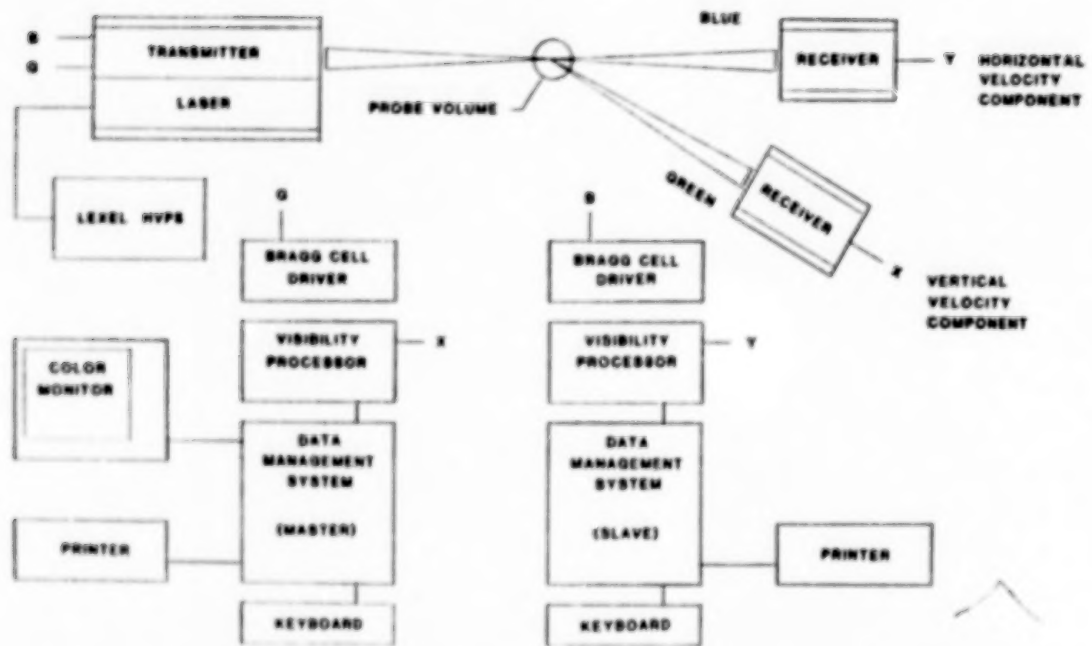 BLUE
B
TRANSMITTER
G
LASER
PROBE VOLUME
RECEIVER
Y
HORIZONTAL
VELOCITY
COMPONENT
LEXEL HVPS
GREEN
RECEIVER
X
VERTICAL
VELOCITY
COMPONENT
G
BRAGG CELL
DRIVER
B
BRAGG CELL
DRIVER
VISIBILITY
PROCESSOR
X
VISIBILITY
PROCESSOR
Y
COLOR
MONITOR
DATA
MANAGEMENT
SYSTEM
(MASTER)
DATA
MANAGEMENT
SYSTEM
(SLAVE)
PRINTER
PRINTER
KEYBOARD
KEYBOARD